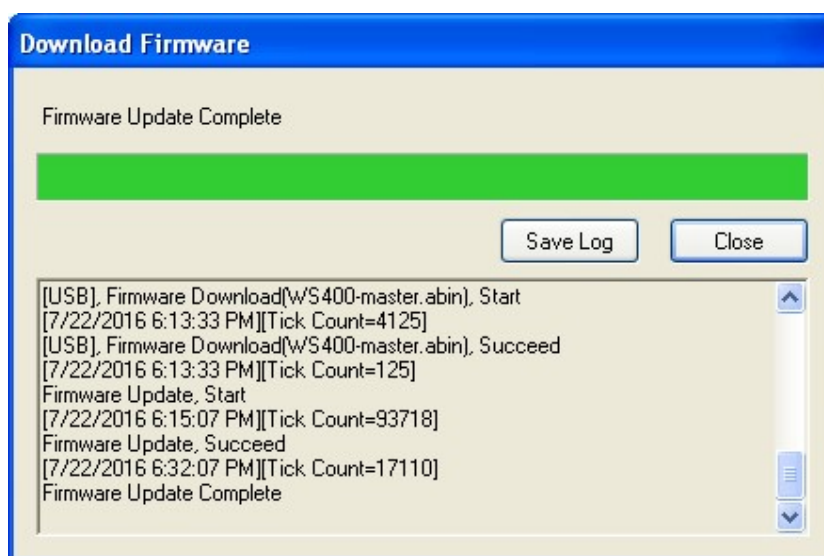 Download Firmware
Firmware Update Complete
Save Log
Close
[USB], Firmware Download(WS400-master.abin), Start
[7/22/2016 6:13:33 PM][Tick Count=4125]
[USB], Firmware Download(WS400-master.abin), Succeed
[7/22/2016 6:13:33 PM][Tick Count=125]
Firmware Update, Start
[7/22/2016 6:15:07 PM][Tick Count=93718]
Firmware Update, Succeed
[7/22/2016 6:32:07 PM][Tick Count=17110]
Firmware Update Complete